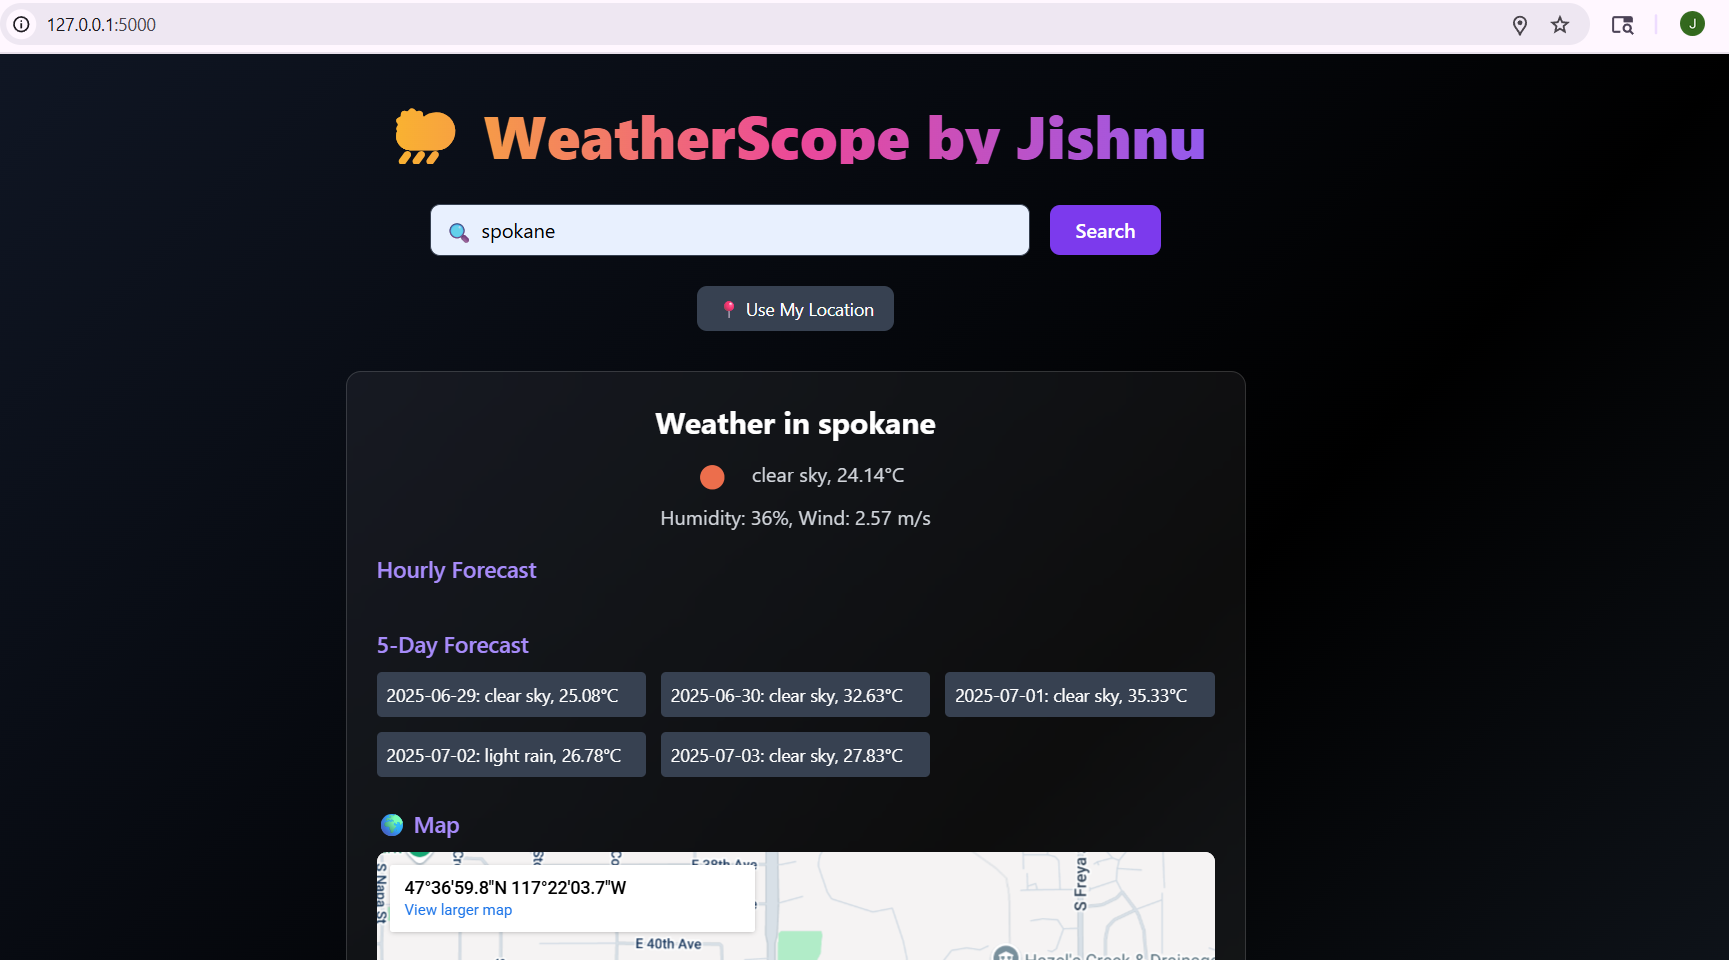 127.0.0.1:5000
J
WeatherScope by Jishnu
spokane
Search
Use My Location
Weather in spokane
clear sky, 24.14°C
Humidity: 36%, Wind: 2.57 m/s
Hourly Forecast
5-Day Forecast
2025-06-29: clear sky, 25.08°C
2025-06-30: clear sky, 32.63°C
2025-07-01: clear sky, 35.33°C
2025-07-02: light rain, 26.78°C
2025-07-03: clear sky, 27.83°C
Map
E 38th Ave
S Napa St
47°36'59.8"N 117°22'03.7"W
View larger map
S Freya
E 40th Ave
Hazel's Creek & Drainage